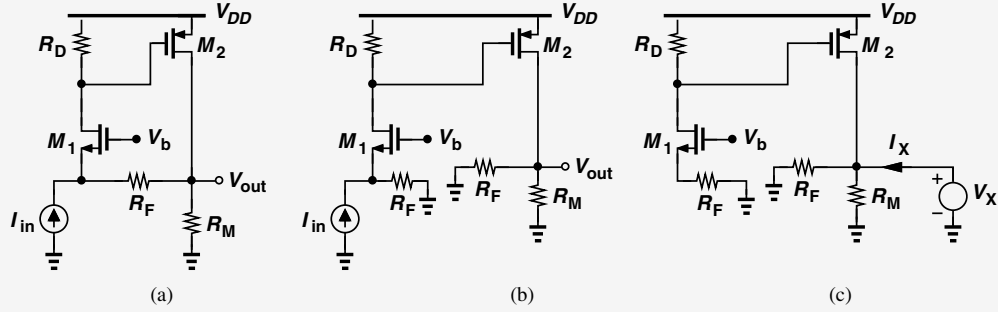 V_DD
R_D
M_2
M_1
V_b
V_out
R_F
I_in
R_M
(a)
V_DD
R_D
M_2
M_1
V_b
V_out
R_F
R_F
I_in
R_M
(b)
V_DD
R_D
M_2
M_1
V_b
I_X
R_F
R_F
R_M
+
−
V_X
(c)